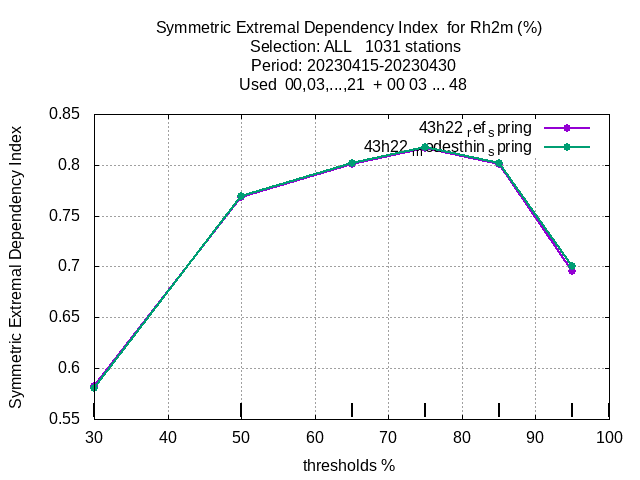 Symmetric Extremal Dependency Index for Rh2m (%)
Selection: ALL 1031 stations
Period: 20230415-20230430
Used 00,03,...,21 + 00 03 ... 48
Symmetric Extremal Dependency Index
0.85
0.8
0.75
0.7
0.65
0.6
0.55
43h22 ref spring
43h22 modesthin spring
30 40 50 60 70 80 90 100
thresholds %